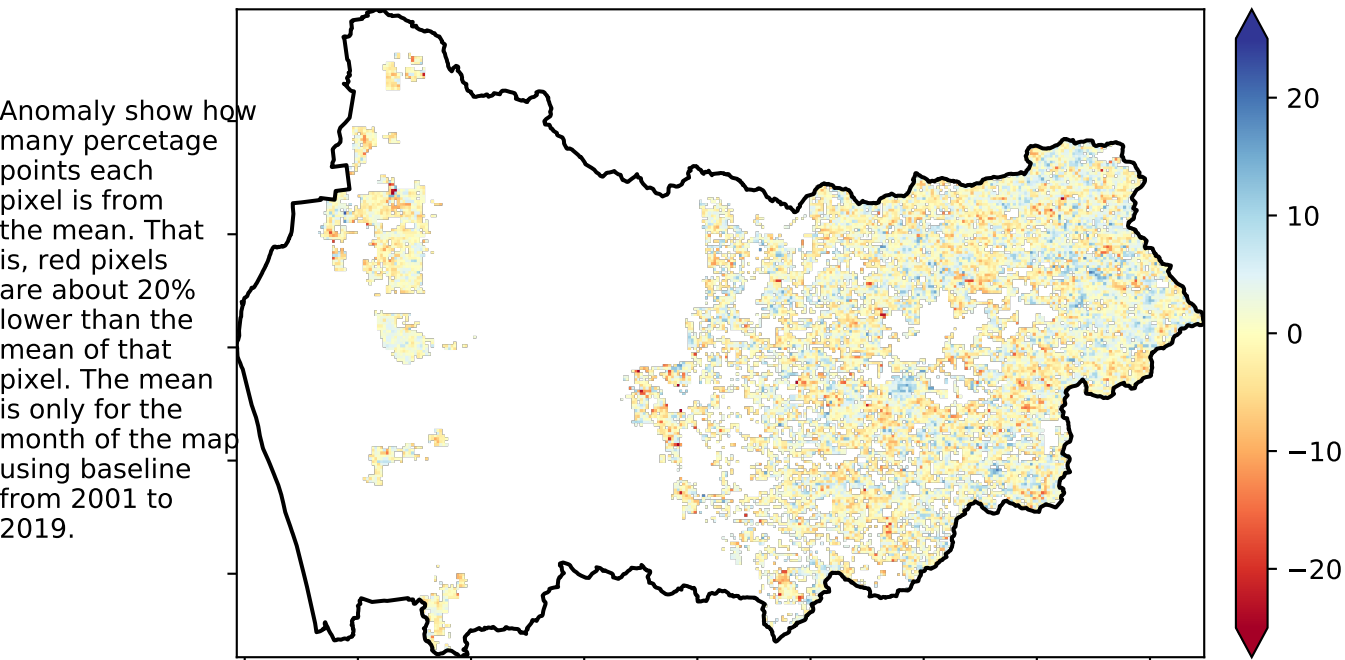 Anomaly show how
many percetage
points each
pixel is from
the mean. That
is, red pixels
are about 20%
lower than the
mean of that
pixel. The mean
is only for the
month of the map
using baseline
from 2001 to
2019.
20
10
0
−10
−20